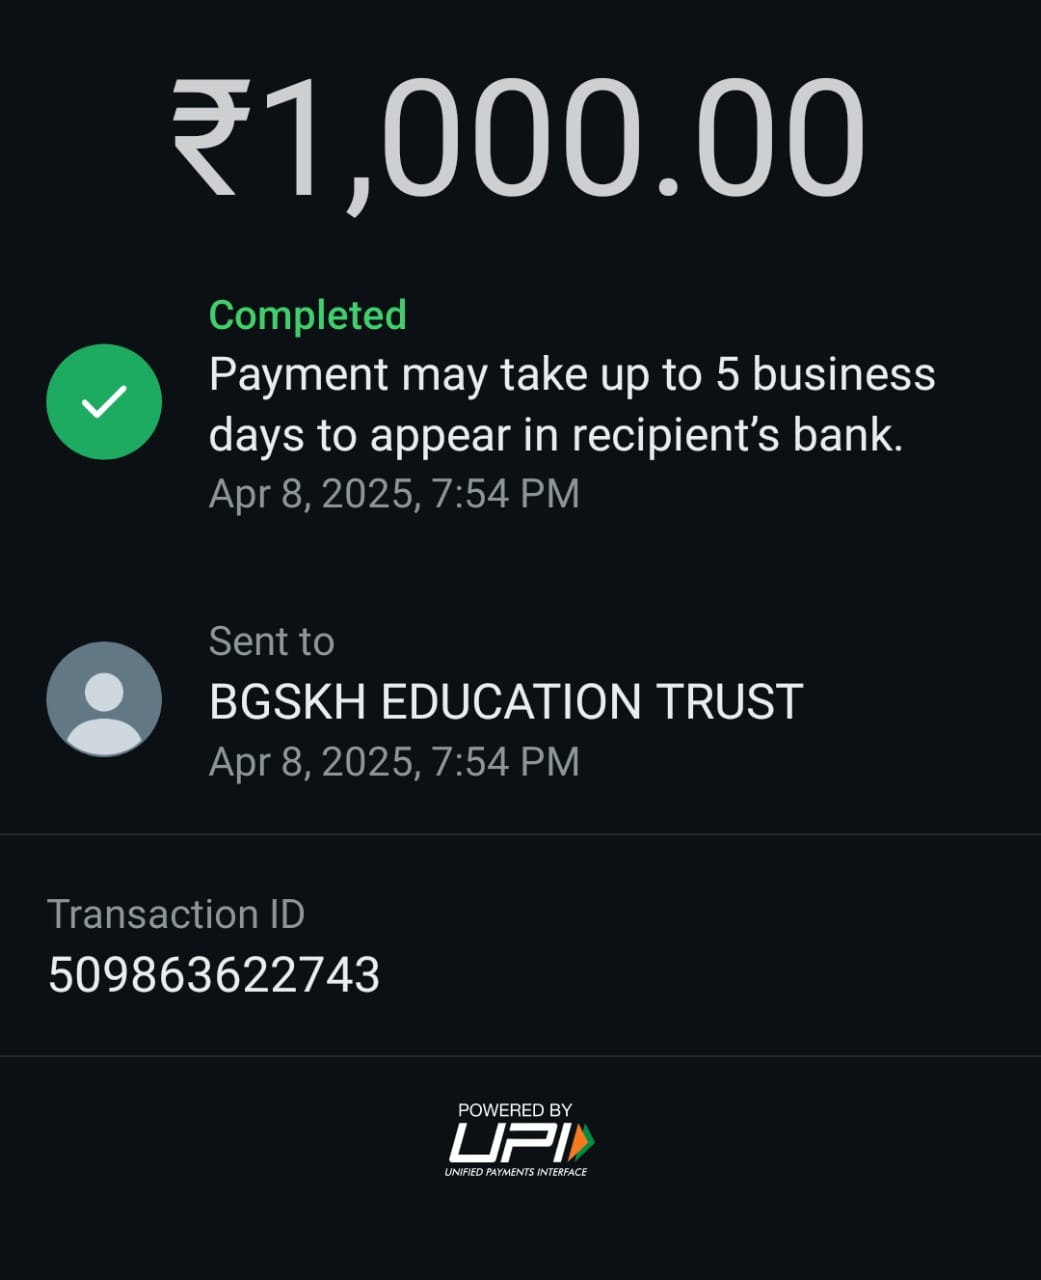 ₹1,000.00
Completed
Payment may take up to 5 business
days to appear in recipient’s bank.
Apr 8, 2025, 7:54 PM
Sent to
BGSKH EDUCATION TRUST
Apr 8, 2025, 7:54 PM
Transaction ID
509863622743
POWERED BY
UPI
UNIFIED PAYMENTS INTERFACE